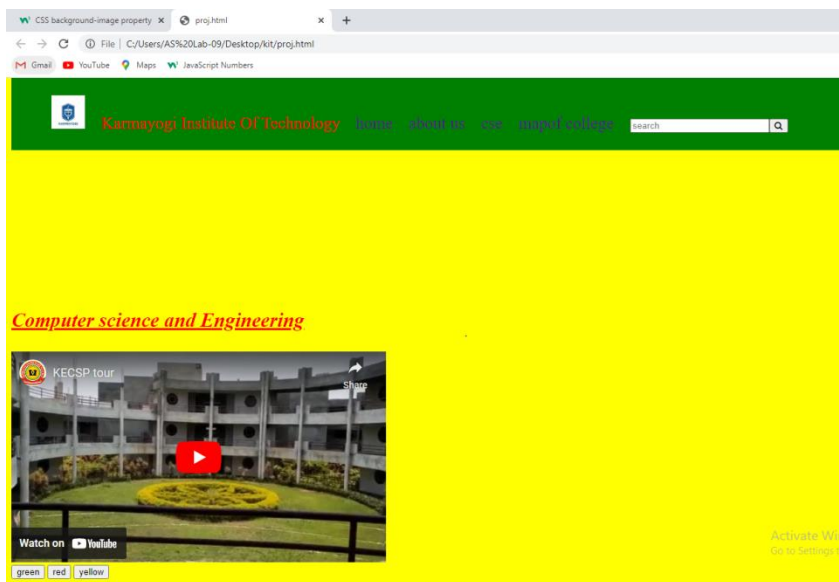 CSS background-image property
proj.html
File | C:/Users/AS%20Lab-09/Desktop/kit/proj.html
Gmail YouTube Maps JavaScript Numbers
Karmayogi Institute Of Technology home about us cse mapof college search
Computer science and Engineering
KECSP tour
Share
Watch on YouTube
green red yellow
Activate Wi
Go to Settings t